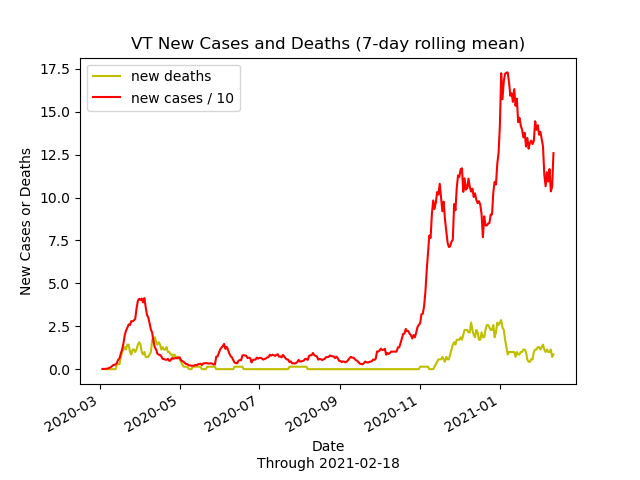 VT New Cases and Deaths (7-day rolling mean)
new deaths
new cases / 10
17.5
15.0
12.5
10.0
7.5
5.0
2.5
0.0
New Cases or Deaths
2020-03
2020-05
2020-07
2020-09
2020-11
2021-01
Date
Through 2021-02-18